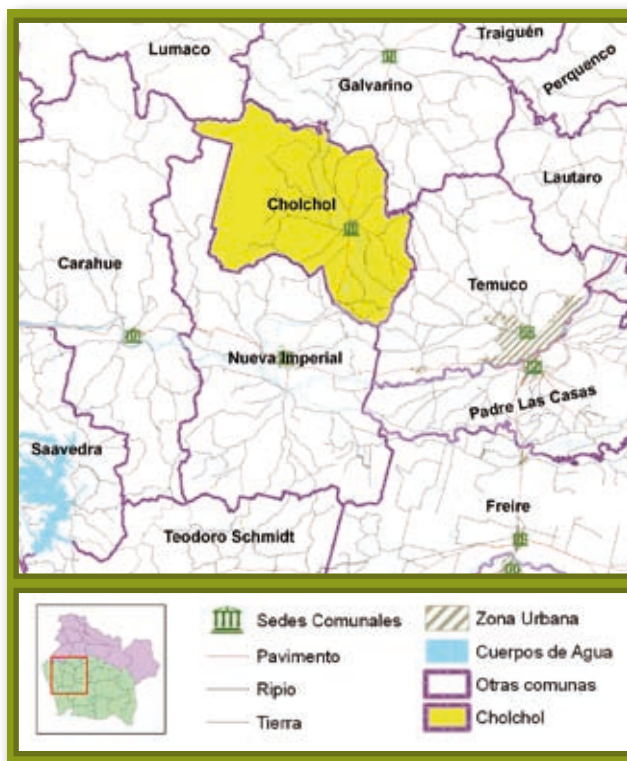 Lumaco
Traiguén
Galvarino
Perquenco
Lautaro
Cholchol
Carahue
Temuco
Nueva Imperial
Padre Las Casas
Saavedra
Freire
Teodoro Schmidt
Sedes Comunales
Pavimento
Ripio
Tierra
Zona Urbana
Cuerpos de Agua
Otras comunas
Cholchol